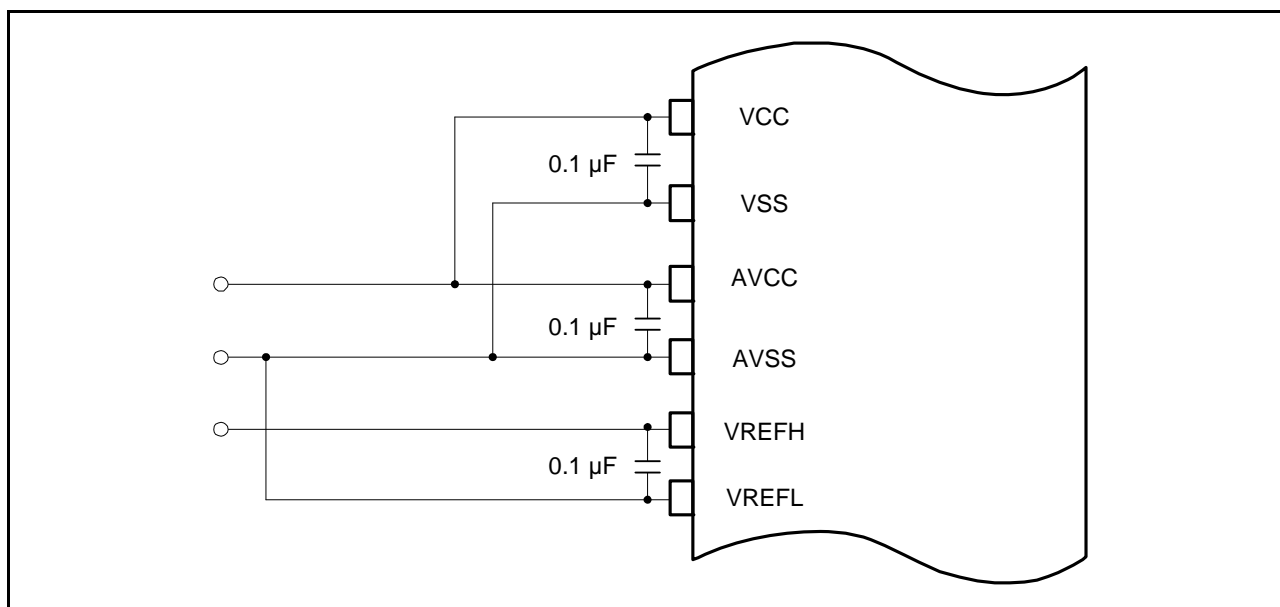 VCC
0.1 µF
VSS
AVCC
0.1 µF
AVSS
VREFH
0.1 µF
VREFL